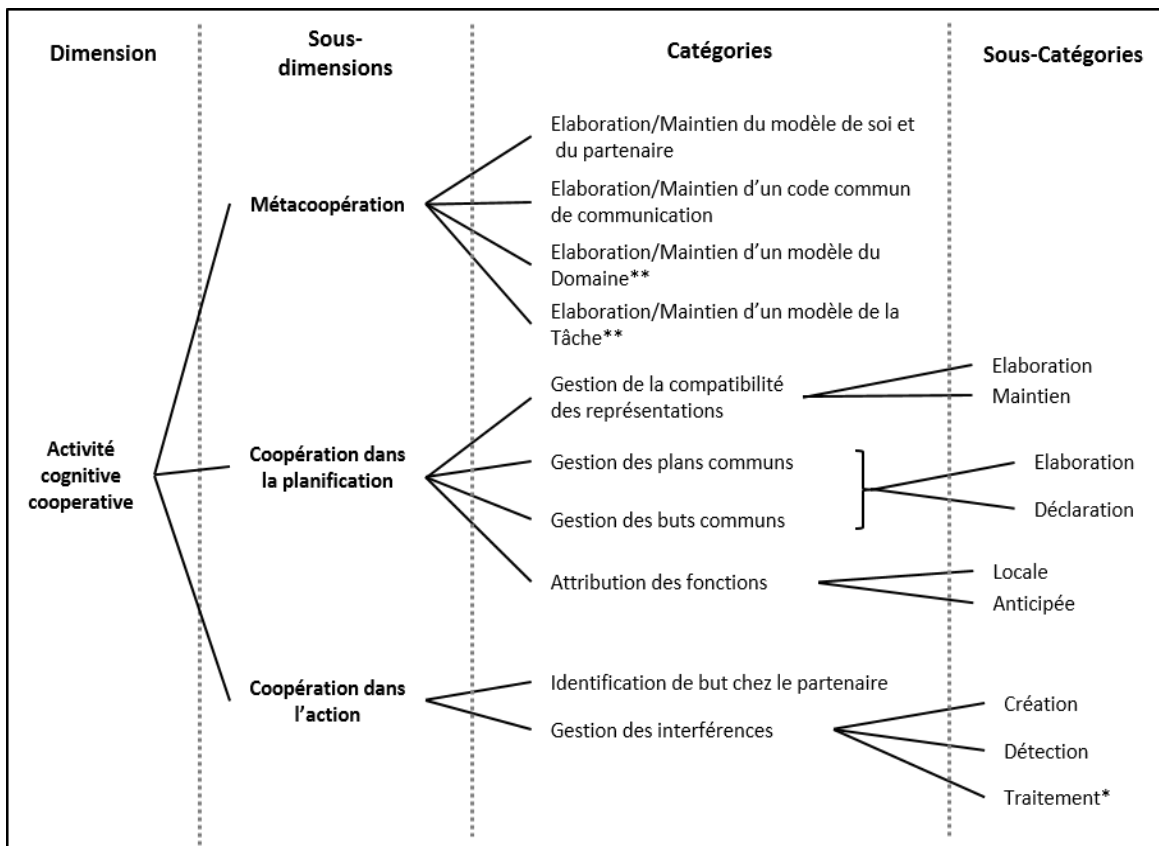 Dimension
Sous-
dimensions
Catégories
Sous-Catégories
Activité
cognitive
cooperative
Métacoopération
Elaboration/Maintien du modèle de soi et
du partenaire
Elaboration/Maintien d’un code commun
de communication
Elaboration/Maintien d’un modèle du
Domaine**
Elaboration/Maintien d’un modèle de la
Tâche**
Coopération dans
la planification
Gestion de la compatibilité
des représentations
Elaboration
Maintien
Gestion des plans communs
Gestion des buts communs
Elaboration
Déclaration
Attribution des fonctions
Locale
Anticipée
Coopération dans
l’action
Identification de but chez le partenaire
Gestion des interférences
Création
Détection
Traitement*